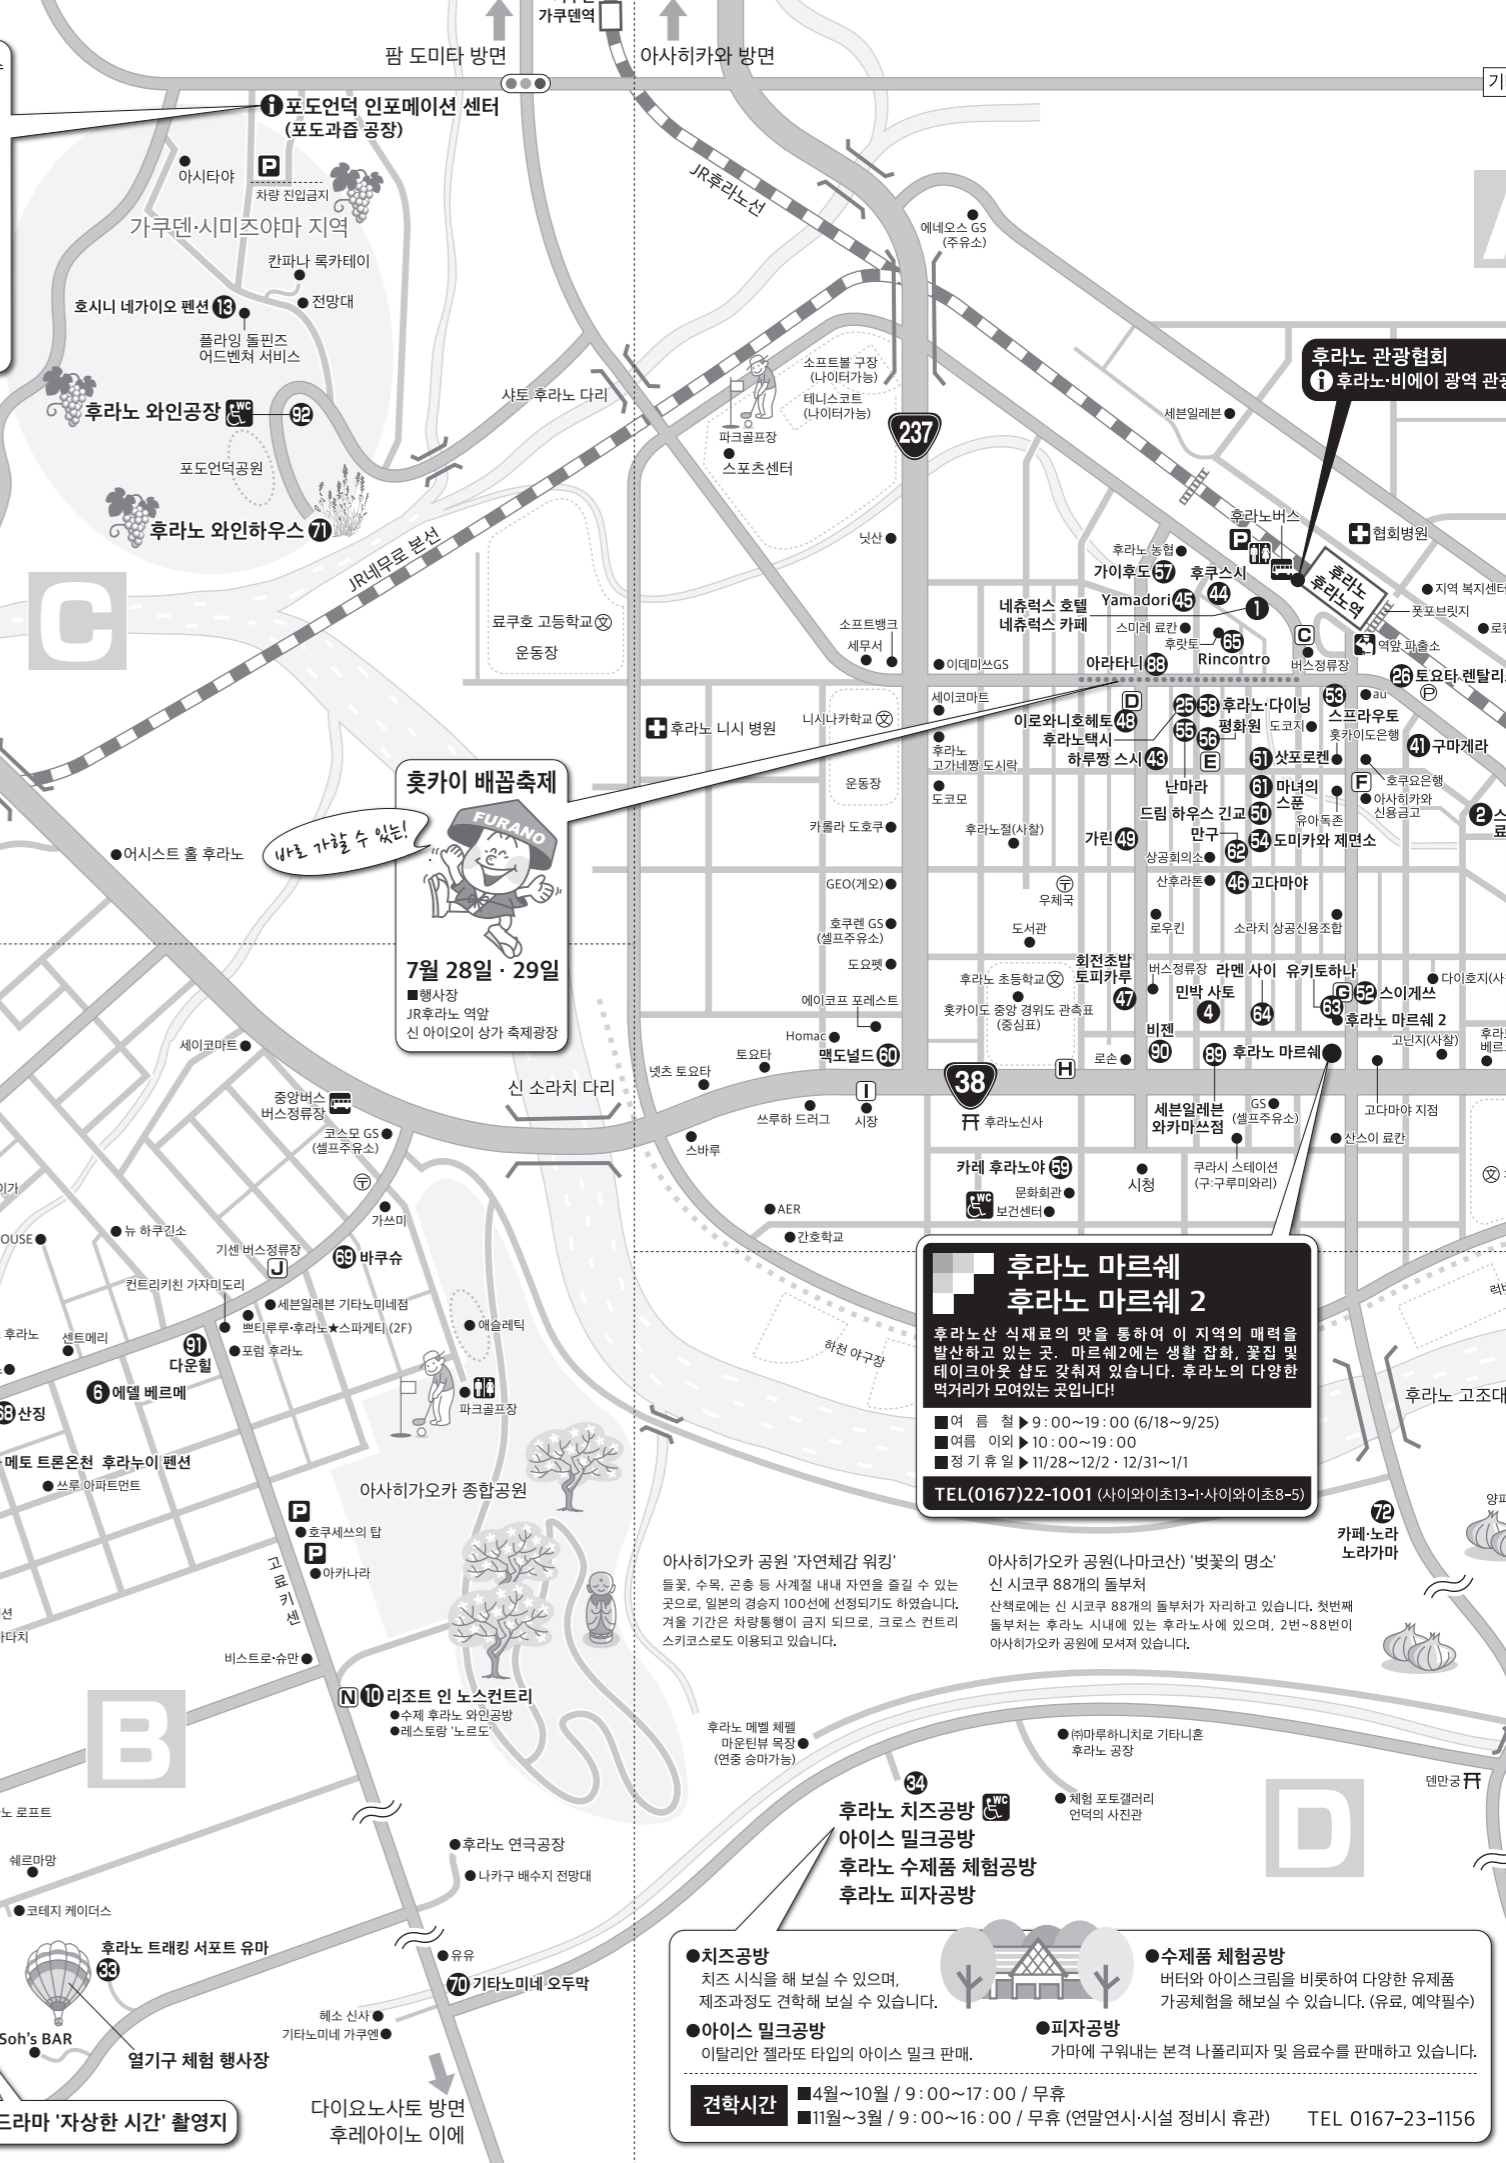 가쿠덴역
팜 도미타 방면
아사히카와 방면
포도언덕 인포메이션 센터
(포도과즙 공장)
아시타야
P
차량 진입금지
가쿠덴·시미즈야마 지역
칸파나 록카테이
전망대
호시니 네가이오 펜션 13
플라잉 돌핀즈
어드벤쳐 서비스
후라노 와인공장 WC 92
포도언덕공원
후라노 와인하우스 71
C
JR후라노선
에네오스 GS
(주유소)
샤토 후라노 다리
소프트볼 구장
(나이터가능)
테니스코트
(나이터가능)
파크골프장
스포츠센터
237
JR네무로 본선
후라노 관광협회
세븐일레븐
닛산
료쿠호 고등학교 文
운동장
소프트뱅크
세무서
이데미쓰GS
후라노버스
P
협회병원
후라노 농협
가이후도 57
후쿠스시
44
네츄럭스 호텔
네츄럭스 카페
1
Yamadori 45
스미레 료칸
후랏토
65
Rincontro
아라타니 88
후라노
후라노역
지역 복지센터
폿포브릿지
C
버스정류장
역앞 파출소
26 토요타 렌탈리
P
후라노 니시 병원
니시나카학교 文
운동장
세이코마트
후라노
고가네짱 도시락
도코모
D
이로와니호헤토 48
후라노택시
하루짱 스시 43
25 58 후라노·다이닝
55
56
평화원
도코지
E
난마라
53
스프라우토
au
홋카이도은행
51 삿포로켄
41 구마게라
61 마녀의
스푼
F
호쿠요은행
아사히카와
신용금고
유아독존
드림 하우스 긴교 50
만구
62
54 도미카와 제면소
상공회의소
산후라톤
46 고다마야
가린 49
후라노절(사찰)
카롤라 도호쿠
GEO(게오)
호쿠렌 GS
(셀프주유소)
도요펫
우체국
도서관
로우킨
소라치 상공신용조합
홋카이 배꼽축제
바로 가할 수 있는!
FURANO
7월 28일 · 29일
■행사장
JR후라노 역앞
신 아이오이 상가 축제광장
어시스트 홀 후라노
후라노 초등학교 文
홋카이도 중앙 경위도 관측표
(중심표)
회전초밥
토피카루
47
버스정류장
민박 사토
4
라멘 사이
64
유키토하나
63
G 52 스이게쓰
후라노 마르쉐 2
고닌지(사찰)
비젠
90
89
후라노 마르쉐
로손
H
38
에이코프 포레스트
Homac
맥도널드 60
토요타
넷츠 토요타
쓰루하 드러그
I
시장
스바루
신 소라치 다리
세이코마트
중앙버스
버스정류장
코스모 GS
(셀프주유소)
가쓰미
후라노신사
세븐일레븐
와카마쓰점
GS
(셀프주유소)
고다마야 지점
산스이 료칸
카레 후라노야 59
문화회관
WC 보건센터
시청
쿠라시 스테이션
(구:구루미와리)
AER
간호학교
OUSE
뉴 하쿠긴소
기센 버스정류장
J
69 바쿠슈
컨트리키친 가자미도리
세븐일레븐 기타노미네점
쁘티루루·후라노★스파게티 (2F)
포럼 후라노
센트메리
91
다운힐
6 에델 베르메
68 산징
메토 트론온천 후라누이 펜션
쓰루 아파트먼트
애슬레틱
파크골프장
아사히가오카 종합공원
하천 야구장
후라노 마르쉐
후라노 마르쉐 2
후라노산 식재료의 맛을 통하여 이 지역의 매력을
발산하고 있는 곳. 마르쉐2에는 생활 잡화, 꽃집 및
테이크아웃 샵도 갖춰져 있습니다. 후라노의 다양한
먹거리가 모여있는 곳입니다!
■여 름 철 ▶ 9:00~19:00 (6/18~9/25)
■여름 이외 ▶ 10:00~19:00
■정기휴일 ▶ 11/28~12/2 · 12/31~1/1
TEL(0167)22-1001 (사이와이초13-1·사이와이초8-5)
72
카페·노라
노라가마
P
호쿠세쓰의 탑
P
아카나라
고료키센
비스트로·슈만
B
N 10 리조트 인 노스컨트리
●수제 후라노 와인공방
●레스토랑 '노르도'
아사히가오카 공원 '자연체감 워킹'
들꽃, 수목, 곤충 등 사계절 내내 자연을 즐길 수 있는
곳으로, 일본의 경승지 100선에 선정되기도 하였습니다.
겨울 기간은 차량통행이 금지 되므로, 크로스 컨트리
스키코스로도 이용되고 있습니다.
아사히가오카 공원(나마코산) '벚꽃의 명소'
신 시코쿠 88개의 돌부처
산책로에는 신 시코쿠 88개의 돌부처가 자리하고 있습니다. 첫번째
돌부처는 후라노 시내에 있는 후라노사에 있으며, 2번~88번이
아사히가오카 공원에 모셔져 있습니다.
후라노 메벨 체펠
마운틴뷰 목장
(연중 승마가능)
㈜마루하니치로 기타니혼
후라노 공장
체험 포토갤러리
언덕의 사진관
덴만궁
D
34
후라노 치즈공방 WC
아이스 밀크공방
후라노 수제품 체험공방
후라노 피자공방
쉐르마망
코테지 케이더스
후라노 트래킹 서포트 유마
33
Soh's BAR
열기구 체험 행사장
드라마 '자상한 시간' 촬영지
후라노 연극공장
나카구 배수지 전망대
유유
70 기타노미네 오두막
헤소 신사
기타노미네 가쿠엔
다이요노사토 방면
후레아이노 이에
●치즈공방
치즈 시식을 해 보실 수 있으며,
제조과정도 견학해 보실 수 있습니다.
●아이스 밀크공방
이탈리안 젤라또 타입의 아이스 밀크 판매.
●수제품 체험공방
버터와 아이스크림을 비롯하여 다양한 유제품
가공체험을 해보실 수 있습니다. (유료, 예약필수)
●피자공방
가마에 구워내는 본격 나폴리피자 및 음료수를 판매하고 있습니다.
견학시간
■4월~10월 / 9:00~17:00 / 무휴
■11월~3월 / 9:00~16:00 / 무휴 (연말연시·시설 정비시 휴관)
TEL 0167-23-1156